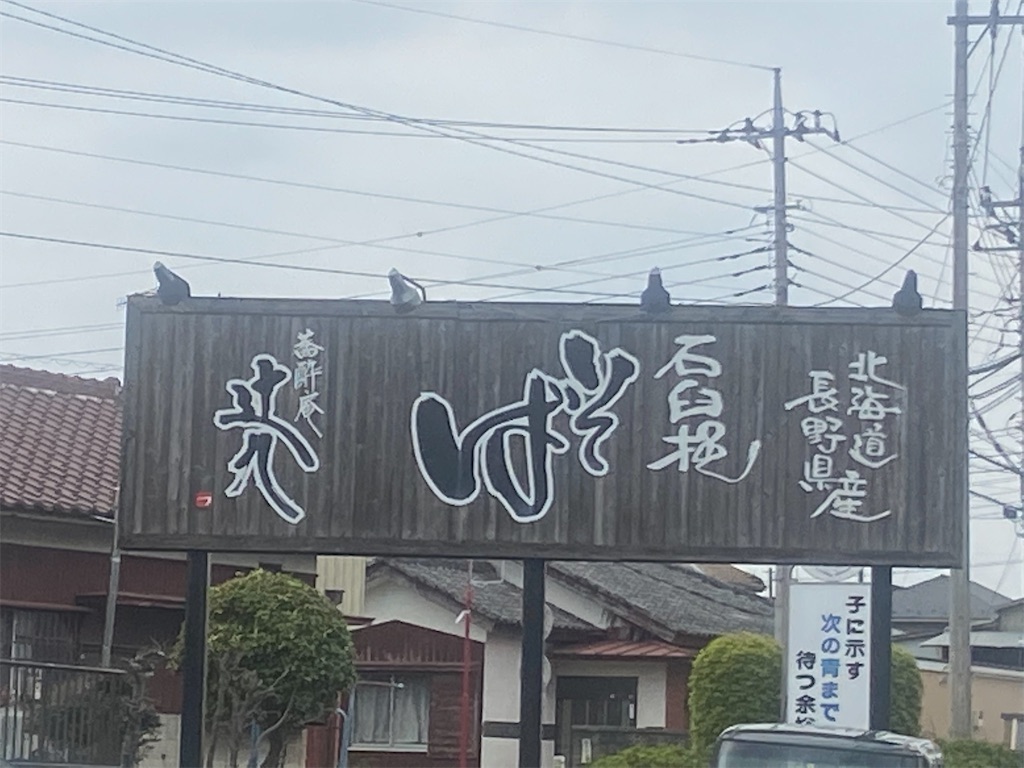 北海道
長野県産
石臼挽
そば
蕎酔庵
子に示す
次の青まで
待つ余裕